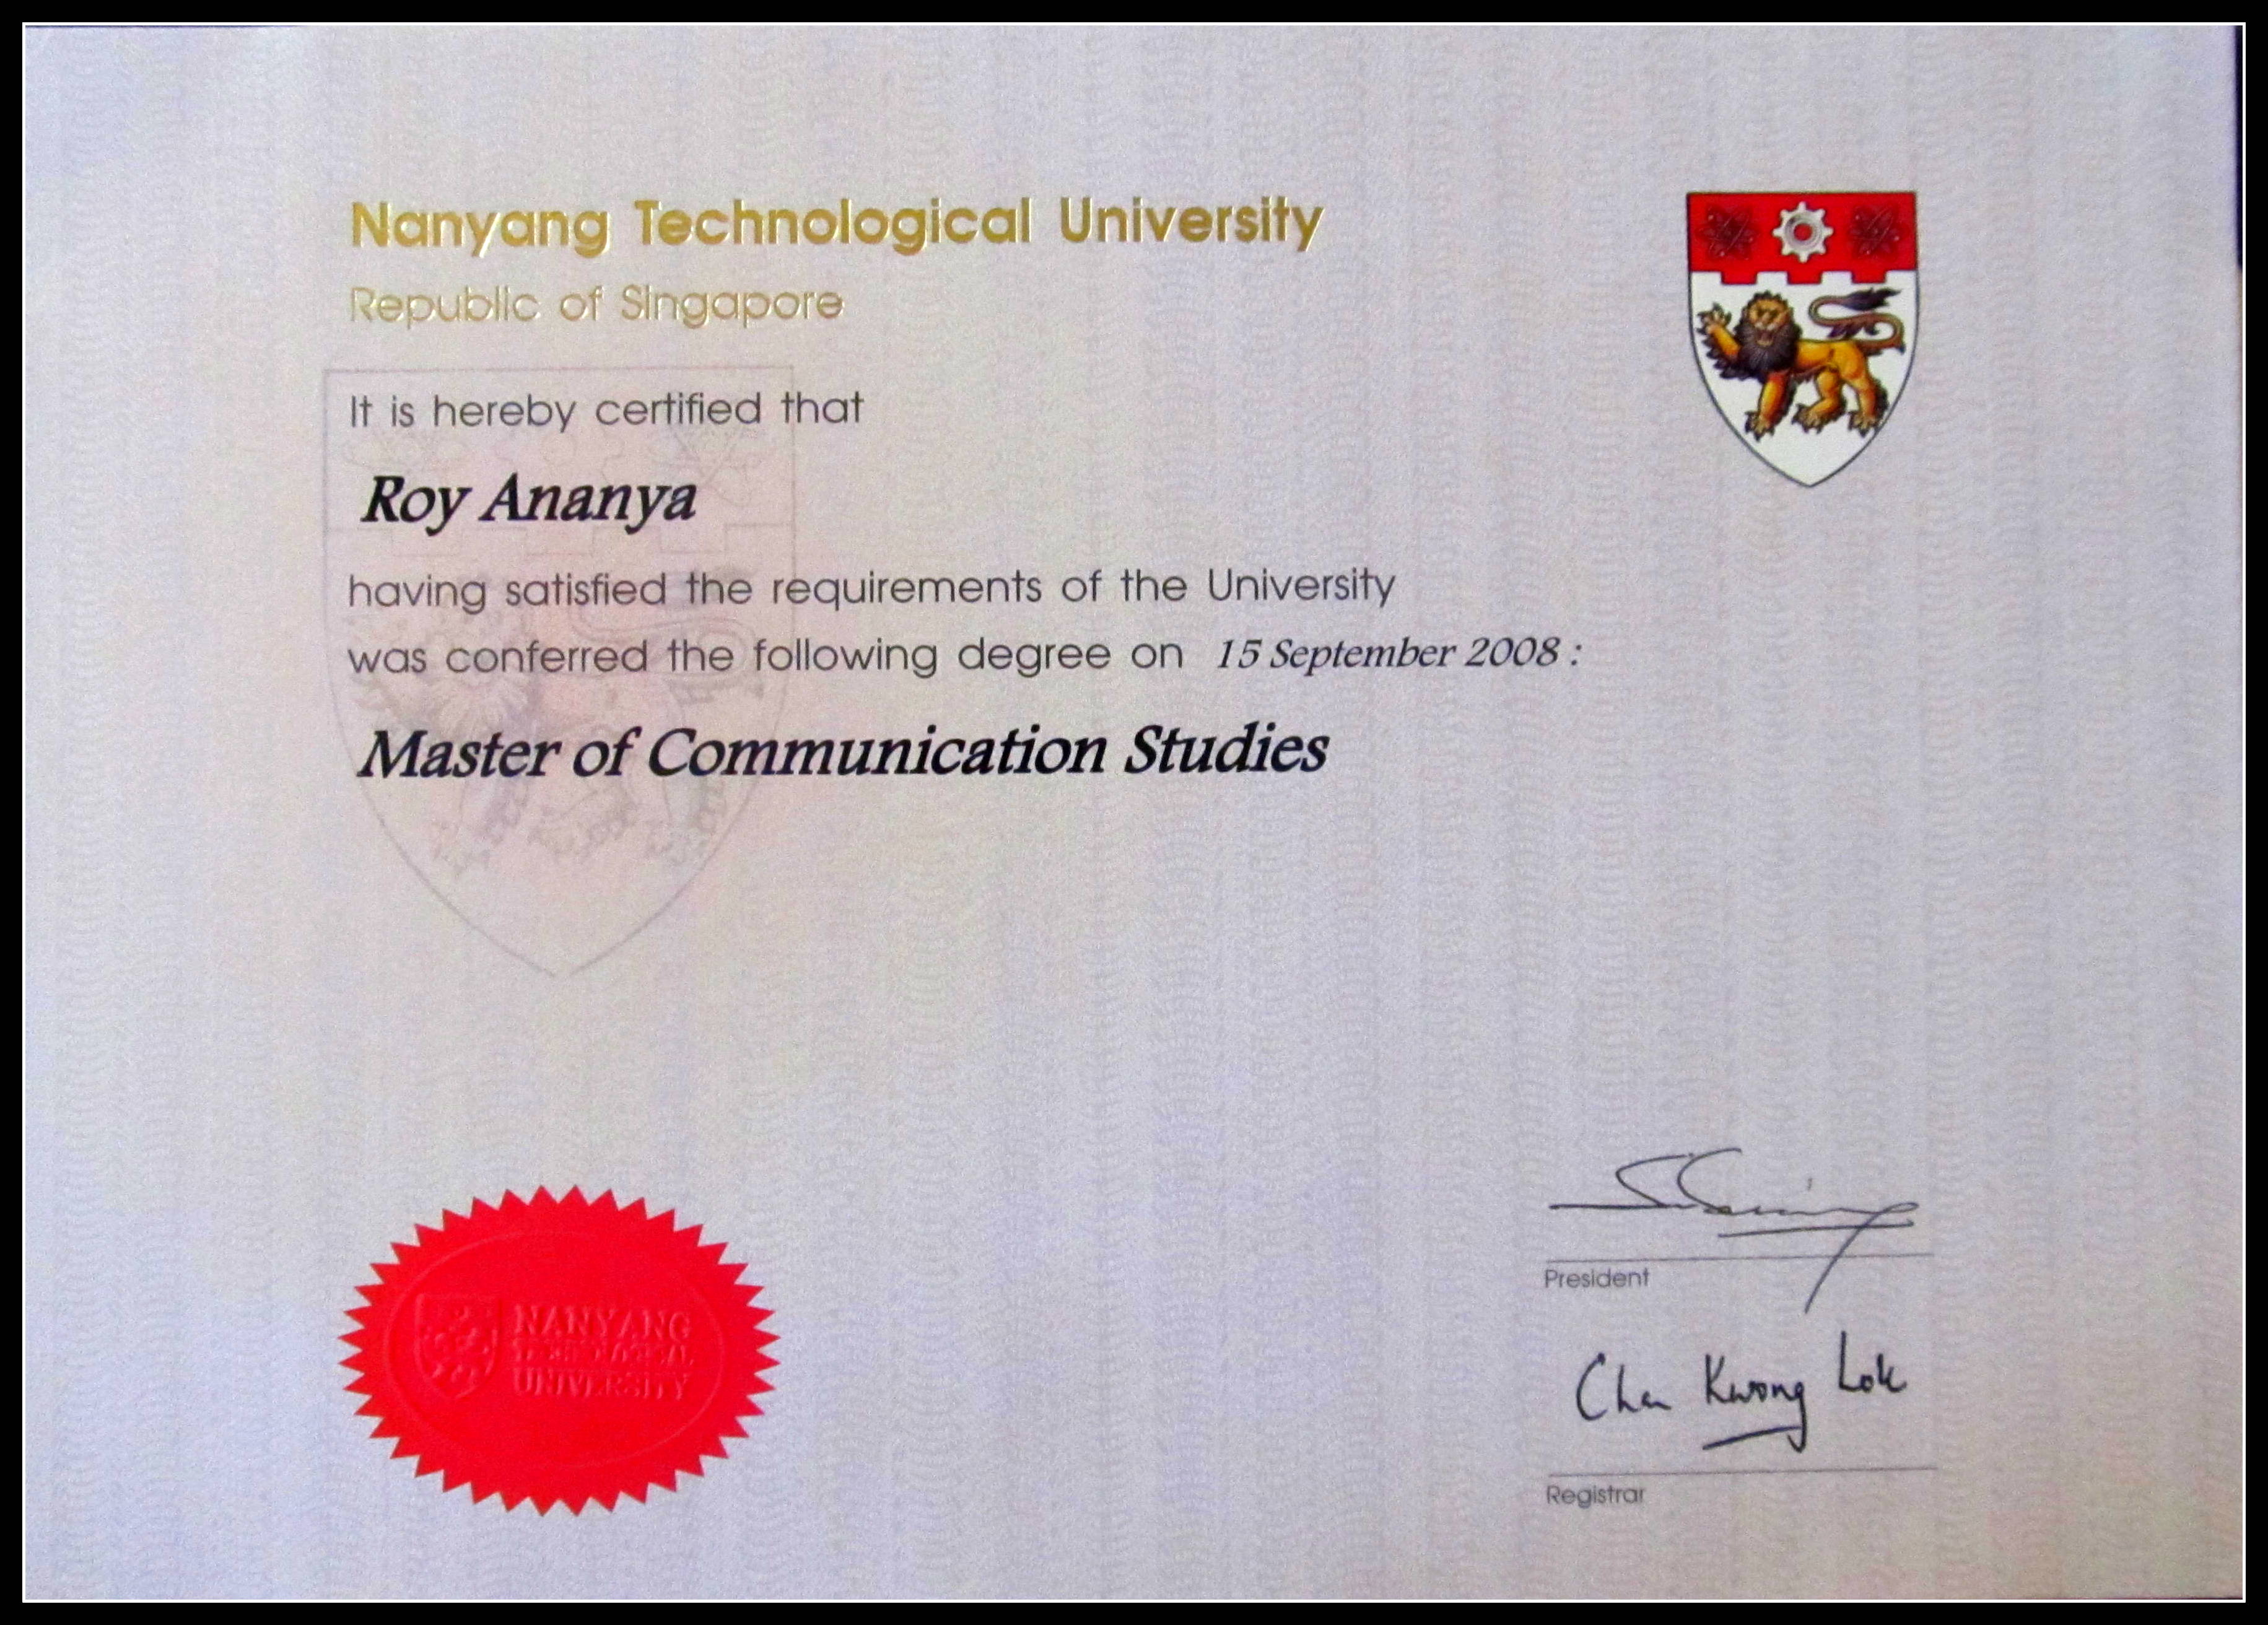 Nanyang Technological University
Republic of Singapore
It is hereby certified that
Roy Ananya
having satisfied the requirements of the University
was conferred the following degree on 15 September 2008 :
Master of Communication Studies
President
Chan Kwong Lok
Registrar
NANYANG
TECHNOLOGICAL
UNIVERSITY